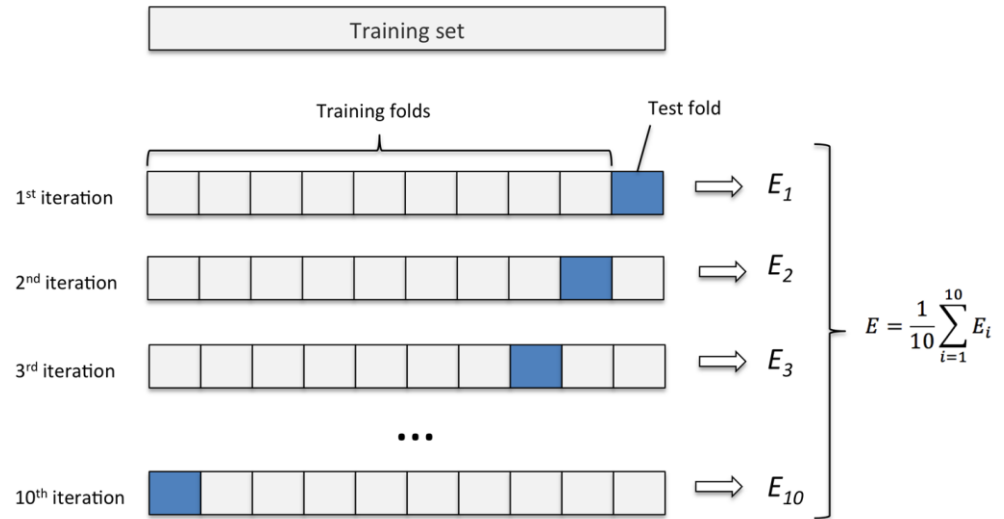 Training set
Training folds
Test fold
1st iteration
E1
2nd iteration
E2
3rd iteration
E3
...
10th iteration
E10
E = 1/10 ∑ i=1 10 Ei